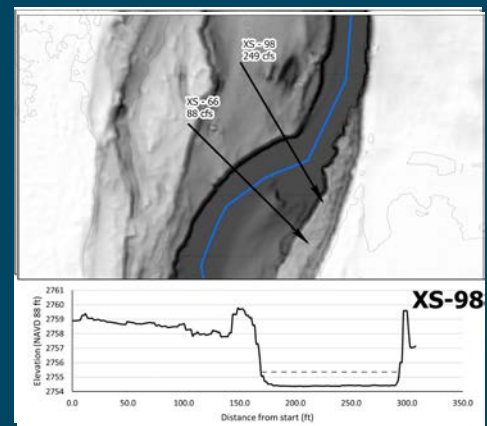 XS - 98
249 cfs
XS - 66
88 cfs
XS-98
2761
2760
2759
2758
2757
2756
2755
2754
Elevation (NAVD 88 ft)
0.0 50.0 100.0 150.0 200.0 250.0 300.0 350.0
Distance from start (ft)